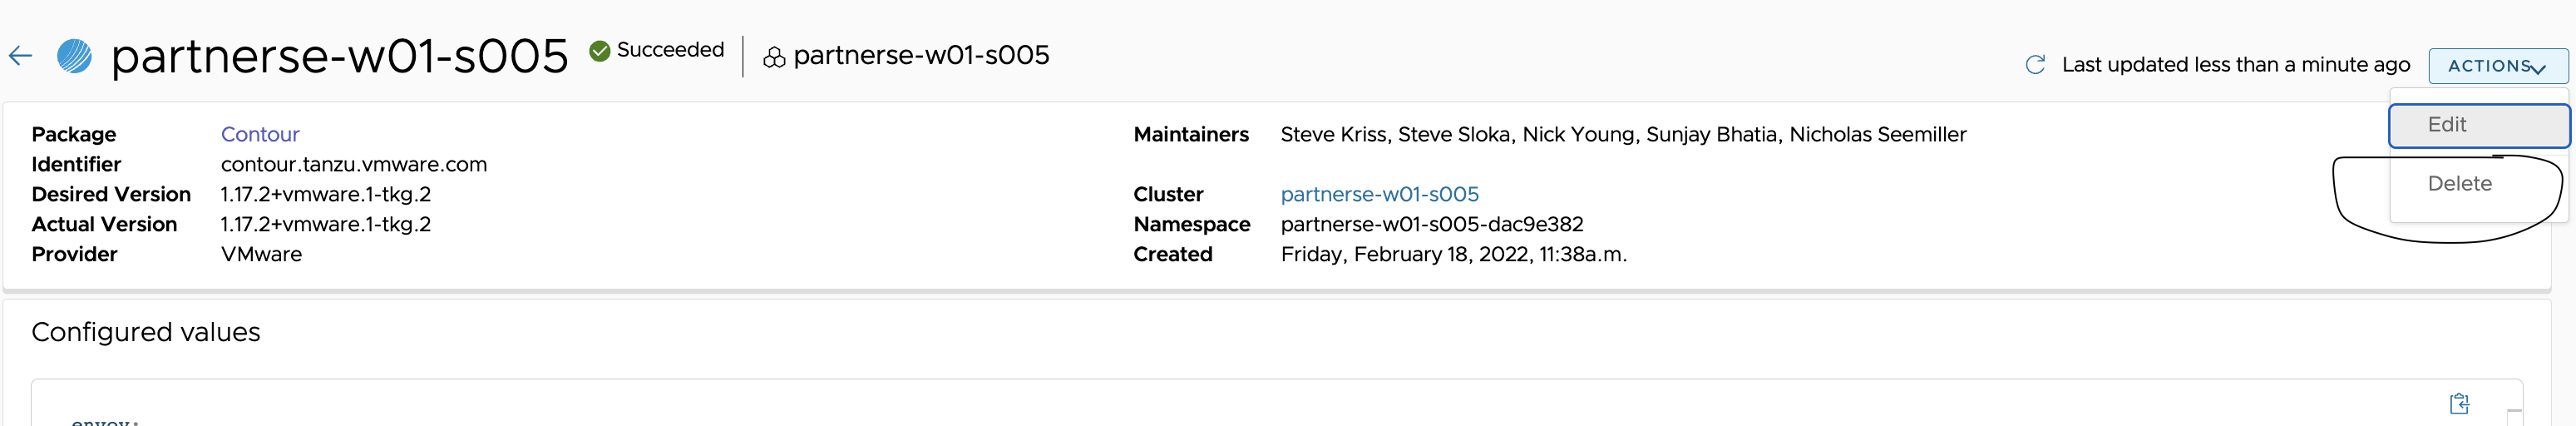 partnerse-w01-s005 Succeeded partnerse-w01-s005 Last updated less than a minute ago ACTIONS
Edit
Delete
Package Contour
Identifier contour.tanzu.vmware.com
Desired Version 1.17.2+vmware.1-tkg.2
Actual Version 1.17.2+vmware.1-tkg.2
Provider VMware
Maintainers Steve Kriss, Steve Sloka, Nick Young, Sunjay Bhatia, Nicholas Seemiller
Cluster partnerse-w01-s005
Namespace partnerse-w01-s005-dac9e382
Created Friday, February 18, 2022, 11:38a.m.
Configured values
envoy: